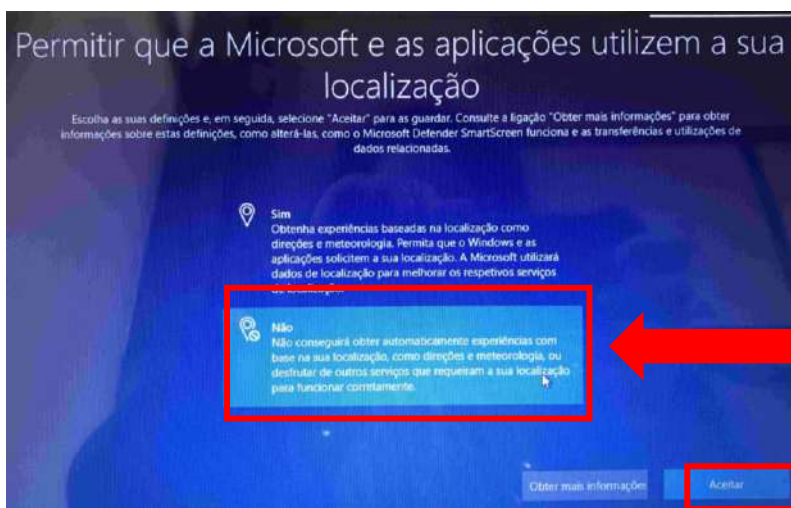 Permitir que a Microsoft e as aplicações utilizem a sua
localização
Escolha as suas definições e, em seguida, selecione "Aceitar" para as guardar. Consulte a ligação "Obter mais informações" para obter
informações sobre estas definições, como alterá-las, como o Microsoft Defender SmartScreen funciona e as transferências e utilizações de
dados relacionadas.
Sim
Obtenha experiências baseadas na localização como
direções e meteorologia. Permita que o Windows e as
aplicações solicitem a sua localização. A Microsoft utilizará
dados de localização para melhorar os respetivos serviços
de localização.
Não
Não conseguirá obter automaticamente experiências com
base na sua localização, como direções e meteorologia, ou
desfrutar de outros serviços que requeiram a sua localização
para funcionar corretamente.
Obter mais informações
Aceitar